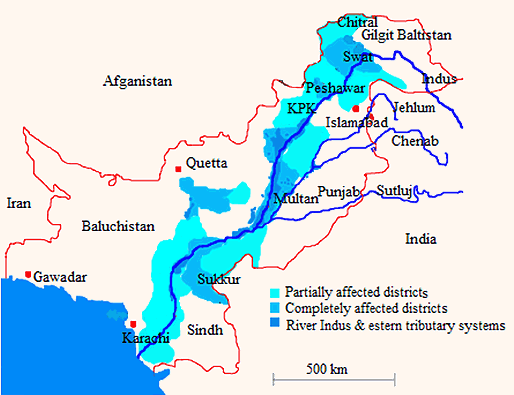 Chitral
Gilgit Baltistan
Swat
Afganistan
Indus
Peshawar
KPK
Jehlum
Islamabad
Chenab
Quetta
Multan
Punjab
Sutluj
Iran
Baluchistan
India
Gawadar
Sukkur
Partially affected districts
Completely affected districts
River Indus & estern tributary systems
Karachi
Sindh
500 km